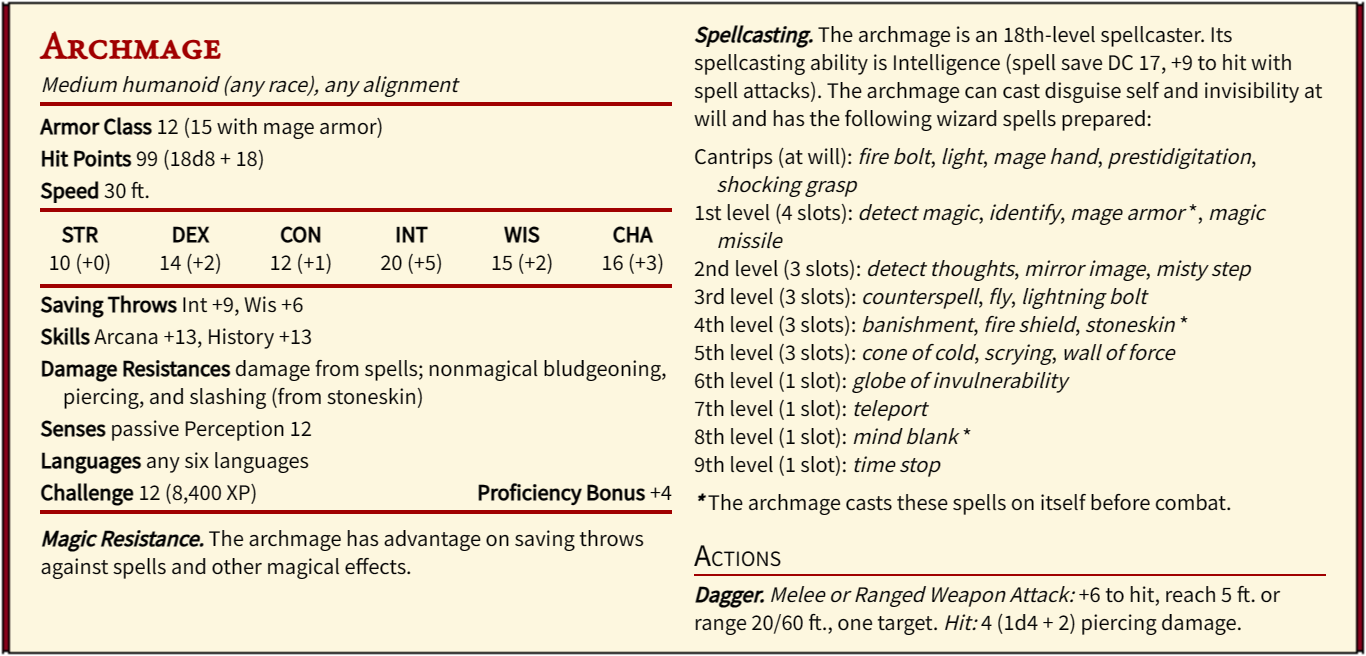 Archmage
Medium humanoid (any race), any alignment
Armor Class 12 (15 with mage armor)
Hit Points 99 (18d8 + 18)
Speed 30 ft.
STR DEX CON INT WIS CHA
10 (+0) 14 (+2) 12 (+1) 20 (+5) 15 (+2) 16 (+3)
Saving Throws Int +9, Wis +6
Skills Arcana +13, History +13
Damage Resistances damage from spells; nonmagical bludgeoning,
piercing, and slashing (from stoneskin)
Senses passive Perception 12
Languages any six languages
Challenge 12 (8,400 XP) Proficiency Bonus +4
Magic Resistance. The archmage has advantage on saving throws
against spells and other magical effects.
Spellcasting. The archmage is an 18th-level spellcaster. Its
spellcasting ability is Intelligence (spell save DC 17, +9 to hit with
spell attacks). The archmage can cast disguise self and invisibility at
will and has the following wizard spells prepared:
Cantrips (at will): fire bolt, light, mage hand, prestidigitation,
shocking grasp
1st level (4 slots): detect magic, identify, mage armor *, magic
missile
2nd level (3 slots): detect thoughts, mirror image, misty step
3rd level (3 slots): counterspell, fly, lightning bolt
4th level (3 slots): banishment, fire shield, stoneskin *
5th level (3 slots): cone of cold, scrying, wall of force
6th level (1 slot): globe of invulnerability
7th level (1 slot): teleport
8th level (1 slot): mind blank *
9th level (1 slot): time stop
* The archmage casts these spells on itself before combat.
Actions
Dagger. Melee or Ranged Weapon Attack: +6 to hit, reach 5 ft. or
range 20/60 ft., one target. Hit: 4 (1d4 + 2) piercing damage.